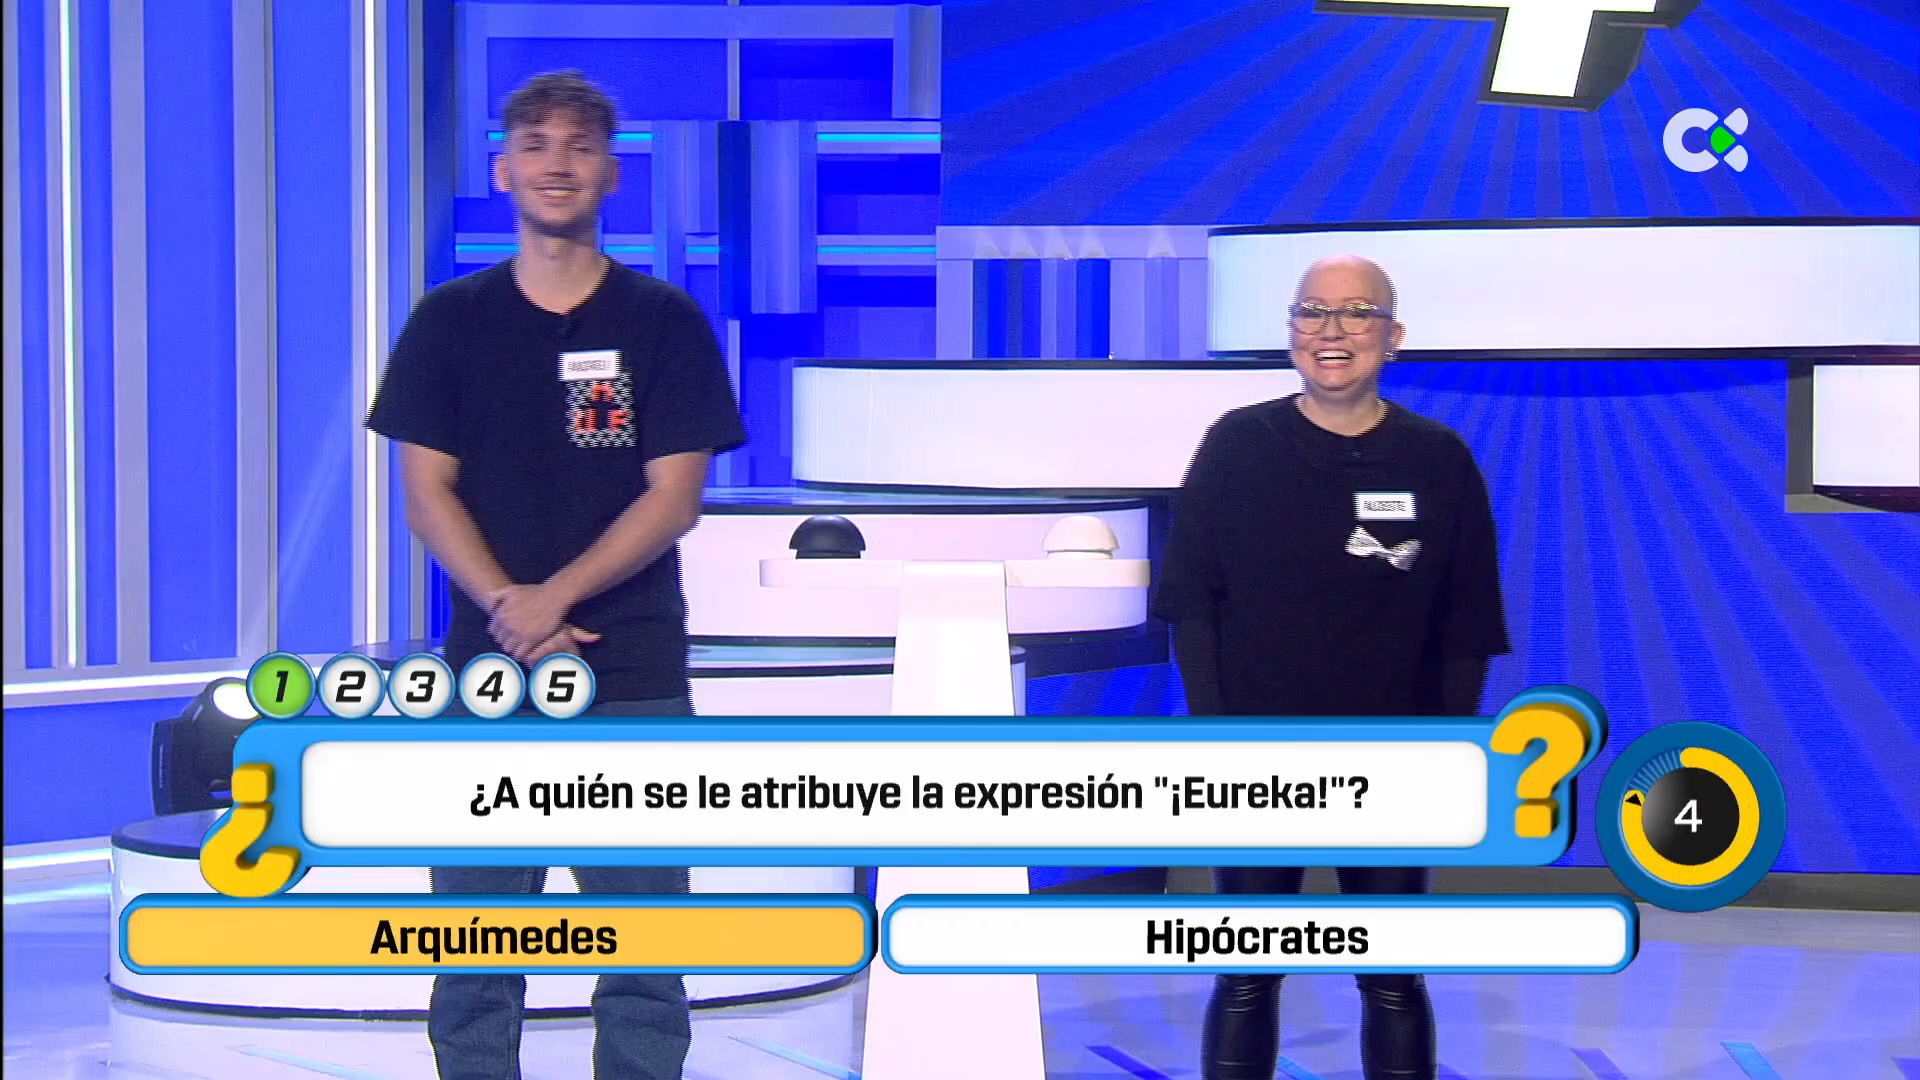 1 2 3 4 5
¿A quién se le atribuye la expresión "¡Eureka!"?
4
Arquímedes
Hipócrates